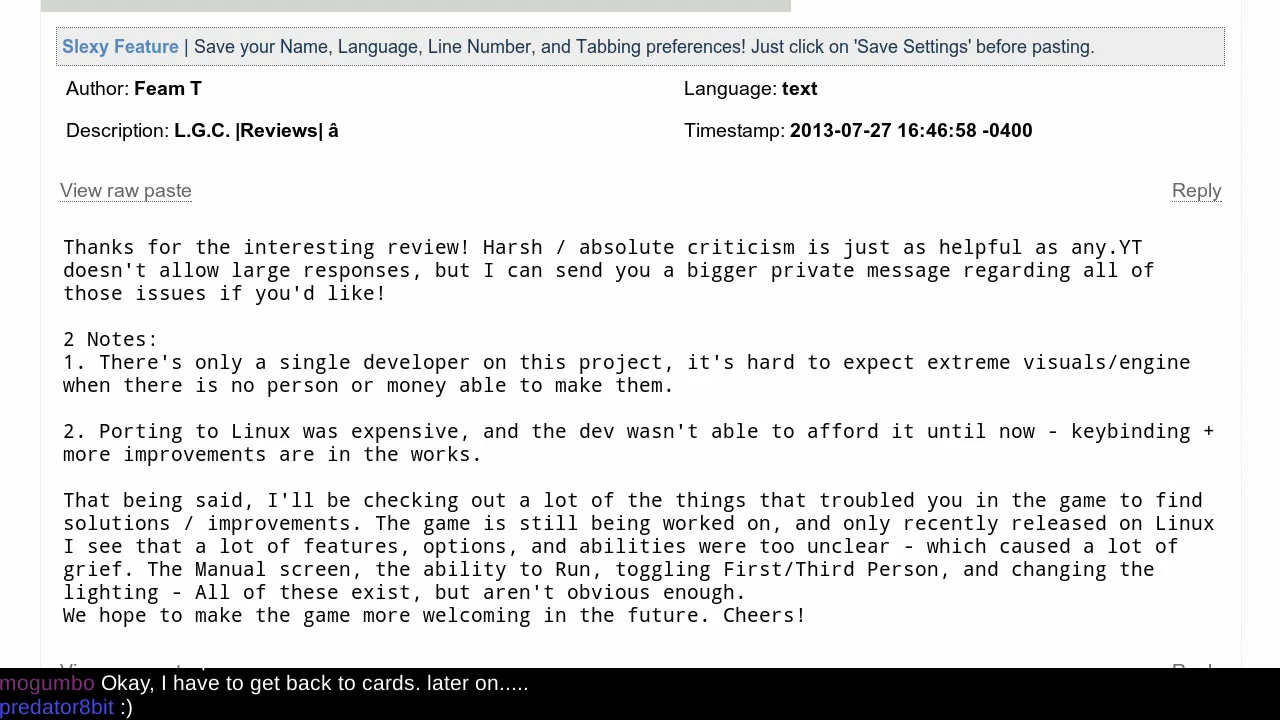 Slexy Feature | Save your Name, Language, Line Number, and Tabbing preferences! Just click on 'Save Settings' before pasting.
Author: Feam T
Language: text
Description: L.G.C. |Reviews| â
Timestamp: 2013-07-27 16:46:58 -0400
View raw paste
Reply
Thanks for the interesting review! Harsh / absolute criticism is just as helpful as any.YT
doesn't allow large responses, but I can send you a bigger private message regarding all of
those issues if you'd like!
2 Notes:
1. There's only a single developer on this project, it's hard to expect extreme visuals/engine
when there is no person or money able to make them.
2. Porting to Linux was expensive, and the dev wasn't able to afford it until now - keybinding +
more improvements are in the works.
That being said, I'll be checking out a lot of the things that troubled you in the game to find
solutions / improvements. The game is still being worked on, and only recently released on Linux
I see that a lot of features, options, and abilities were too unclear - which caused a lot of
grief. The Manual screen, the ability to Run, toggling First/Third Person, and changing the
lighting - All of these exist, but aren't obvious enough.
We hope to make the game more welcoming in the future. Cheers!
mogumbo Okay, I have to get back to cards. later on.....
predator8bit :)